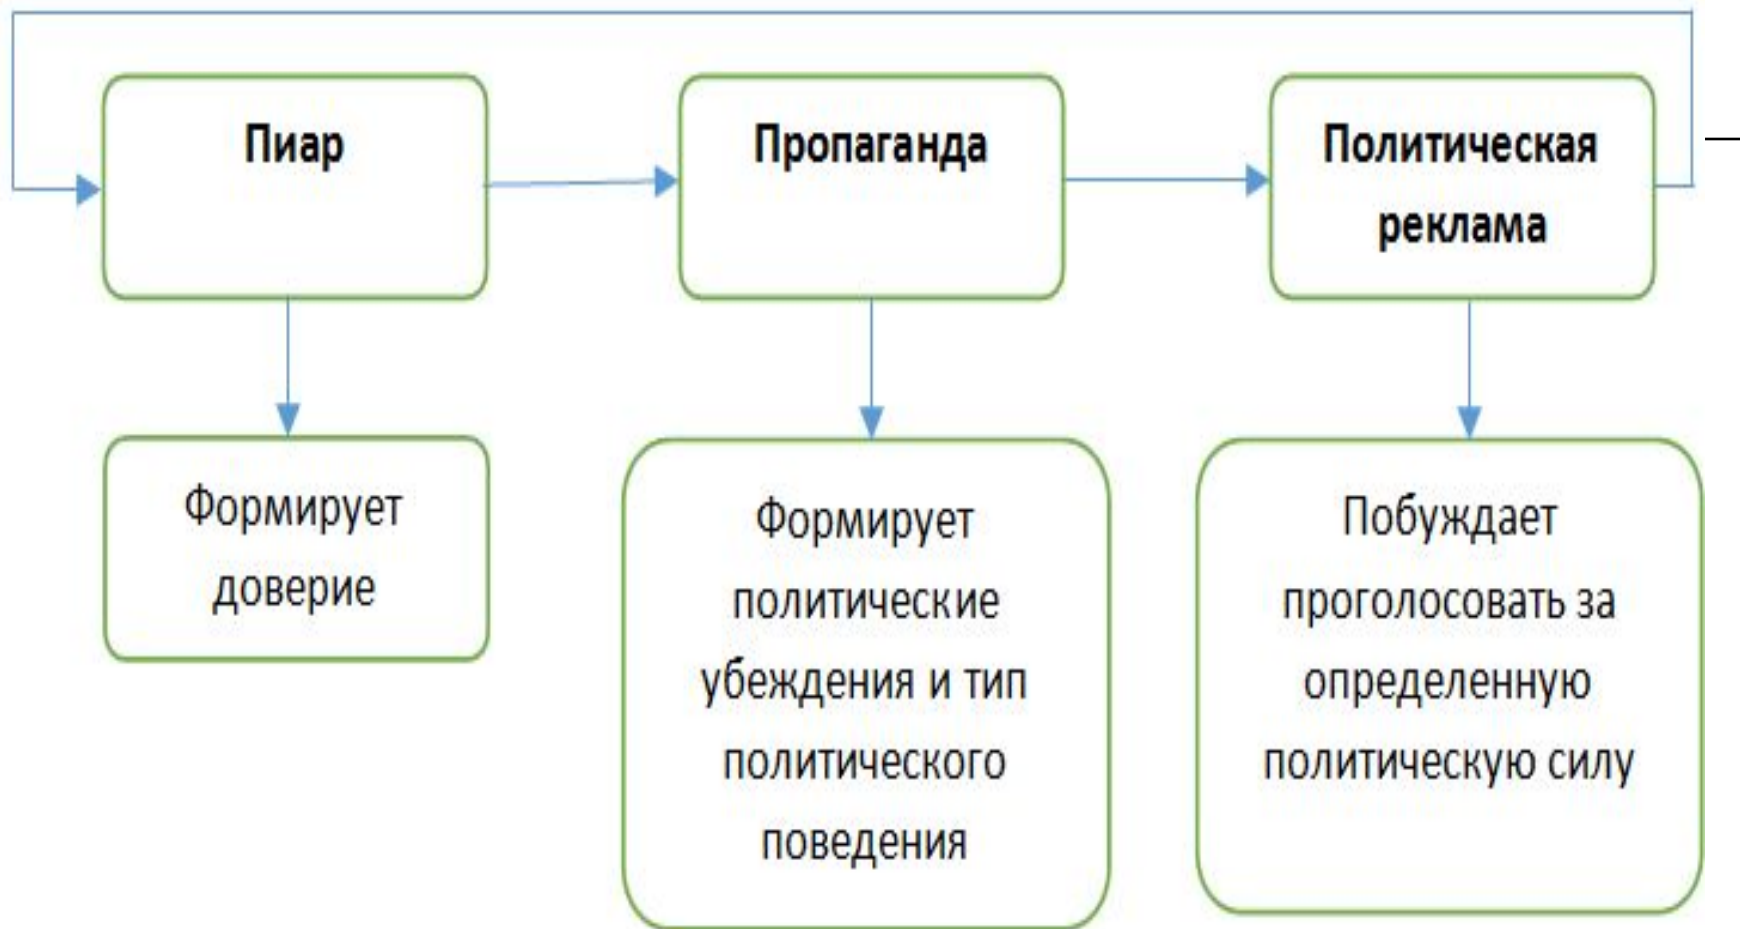 Пиар
Пропаганда
Политическая
реклама
Формирует
доверие
Формирует
политические
убеждения и тип
политического
поведения
Побуждает
проголосовать за
определенную
политическую силу